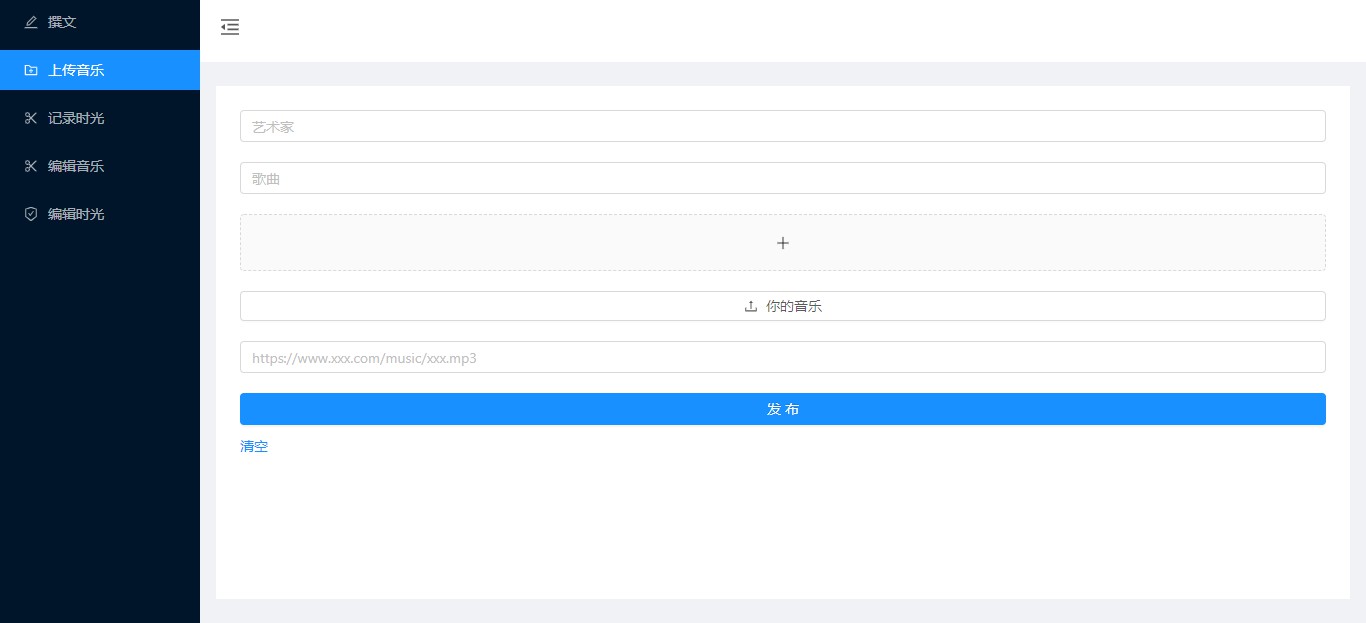 撰文
上传音乐
记录时光
编辑音乐
编辑时光
艺术家
歌曲
你的音乐
https://www.xxx.com/music/xxx.mp3
发 布
清空